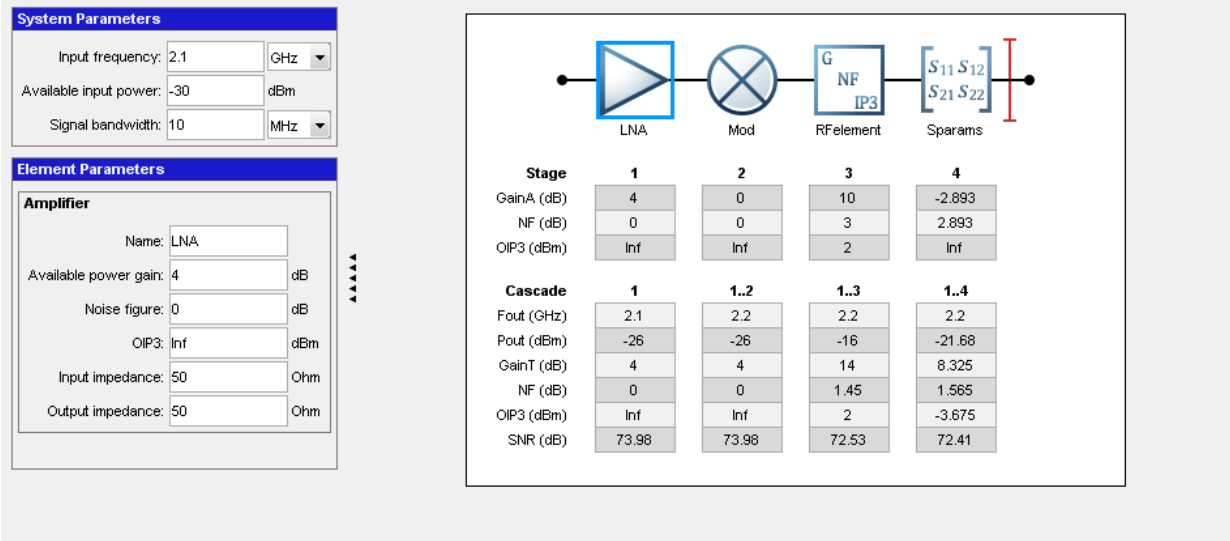 System Parameters
Input frequency: 2.1 GHz
Available input power: -30 dBm
Signal bandwidth: 10 MHz
Element Parameters
Amplifier
Name: LNA
Available power gain: 4 dB
Noise figure: 0 dB
OIP3: Inf dBm
Input impedance: 50 Ohm
Output impedance: 50 Ohm
G
NF
IP3
S11 S12
S21 S22
LNA Mod RFelement Sparams
Stage 1 2 3 4
GainA (dB) 4 0 10 -2.893
NF (dB) 0 0 3 2.893
OIP3 (dBm) Inf Inf 2 Inf
Cascade 1 1..2 1..3 1..4
Fout (GHz) 2.1 2.2 2.2 2.2
Pout (dBm) -26 -26 -16 -21.68
GainT (dB) 4 4 14 8.325
NF (dB) 0 0 1.45 1.565
OIP3 (dBm) Inf Inf 2 -3.675
SNR (dB) 73.98 73.98 72.53 72.41